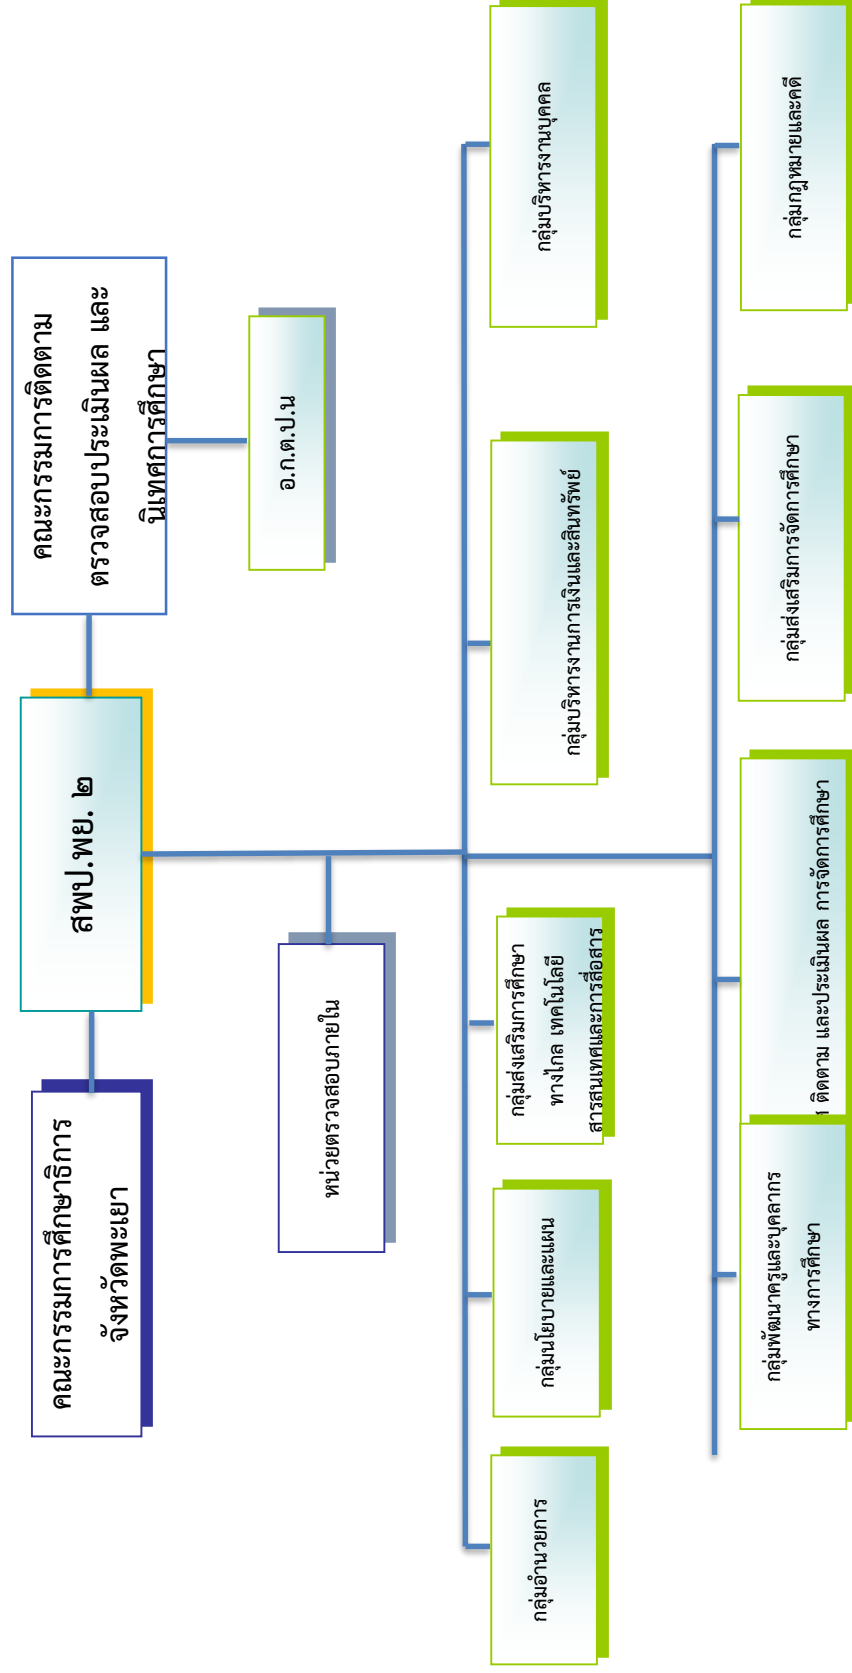 คณะกรรมการศึกษาธิการ
จังหวัดพะเยา
สพป.พย. ๒
คณะกรรมการติดตาม
ตรวจสอบประเมินผล และ
นิเทศการศึกษา
อ.ก.ต.ป.น
หน่วยตรวจสอบภายใน
กลุ่มอำนวยการ
กลุ่มนโยบายและแผน
กลุ่มส่งเสริมการศึกษา
ทางไกล เทคโนโลยี
สารสนเทศและการสื่อสาร
กลุ่มบริหารงานการเงินและสินทรัพย์
กลุ่มบริหารงานบุคคล
กลุ่มพัฒนาครูและบุคลากร
ทางการศึกษา
ติดตาม และประเมินผล การจัดการศึกษา
กลุ่มส่งเสริมการจัดการศึกษา
กลุ่มกฎหมายและคดี